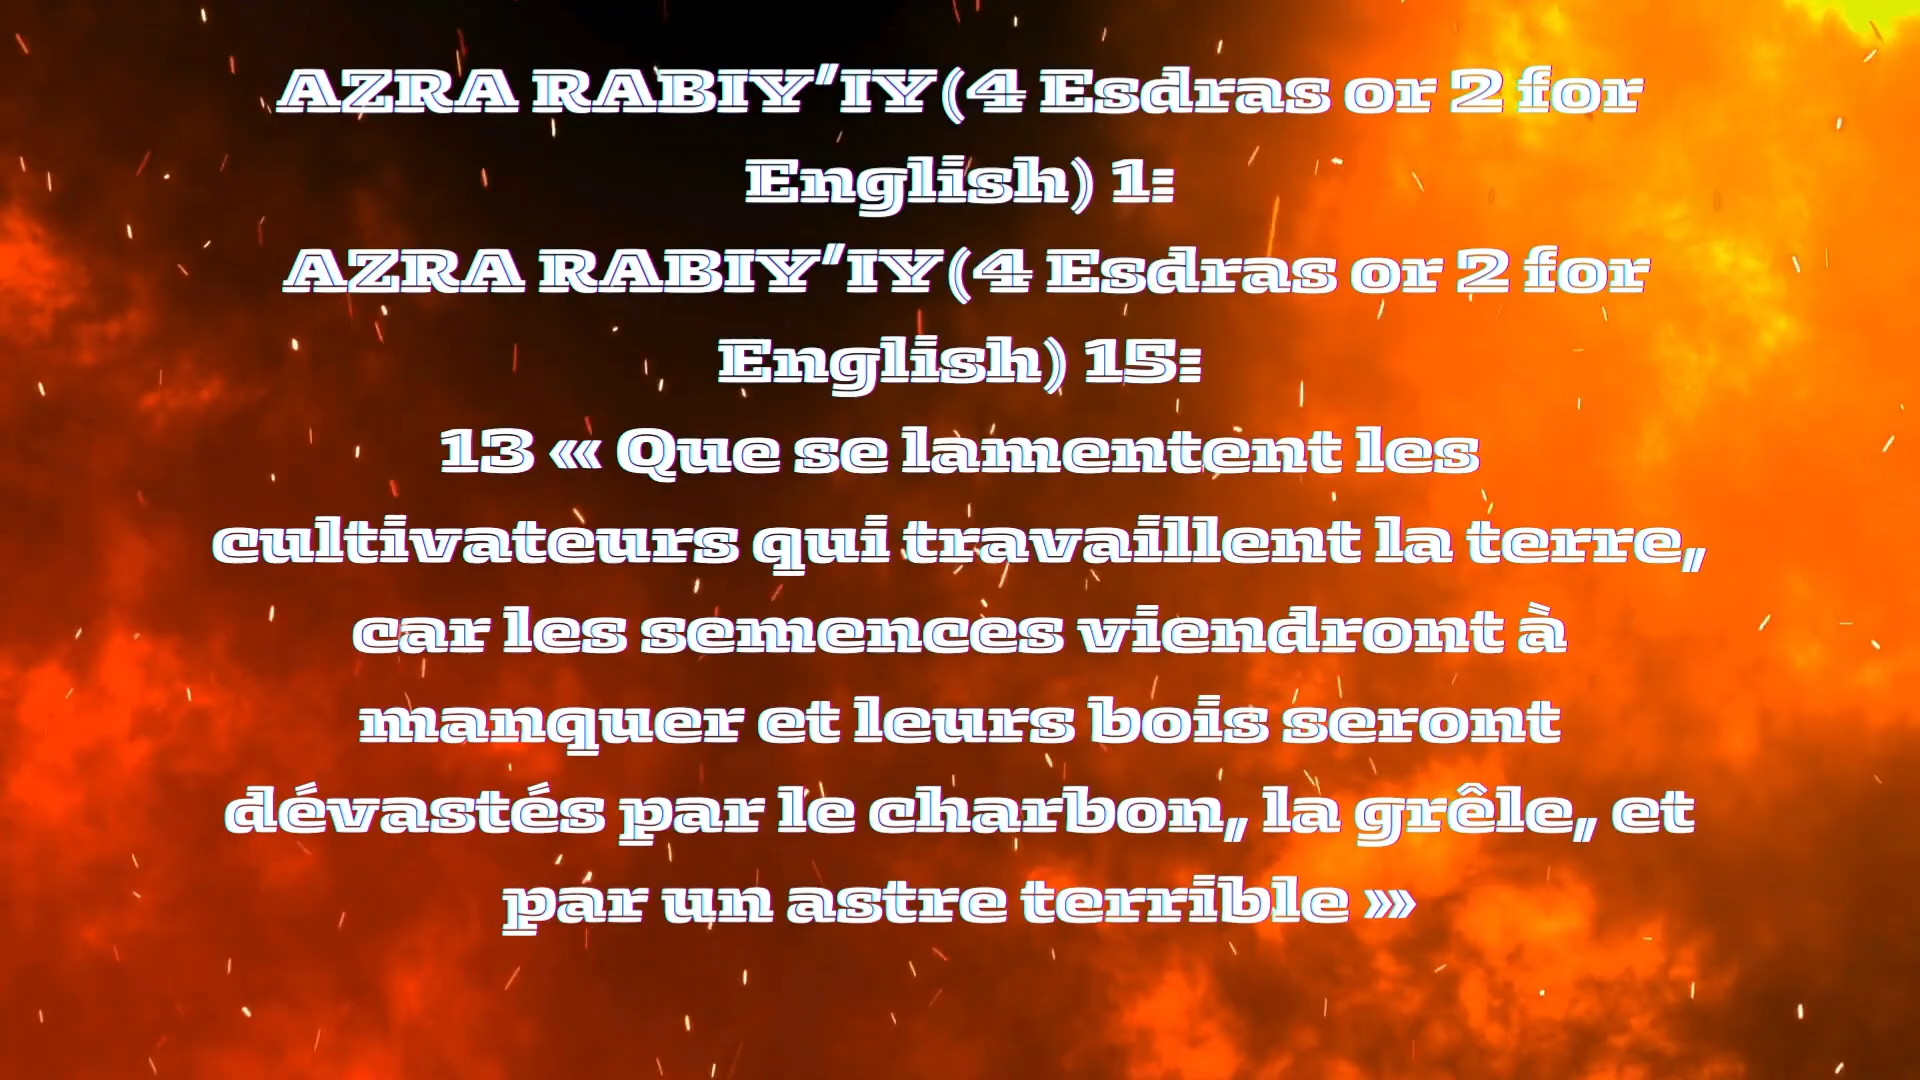 AZRA RABIY'IY(4 Esdras or 2 for
English) 1:
AZRA RABIY'IY(4 Esdras or 2 for
English) 15:
13 « Que se lamentent les
cultivateurs qui travaillent la terre,
car les semences viendront à
manquer et leurs bois seront
dévastés par le charbon, la grêle, et
par un astre terrible »